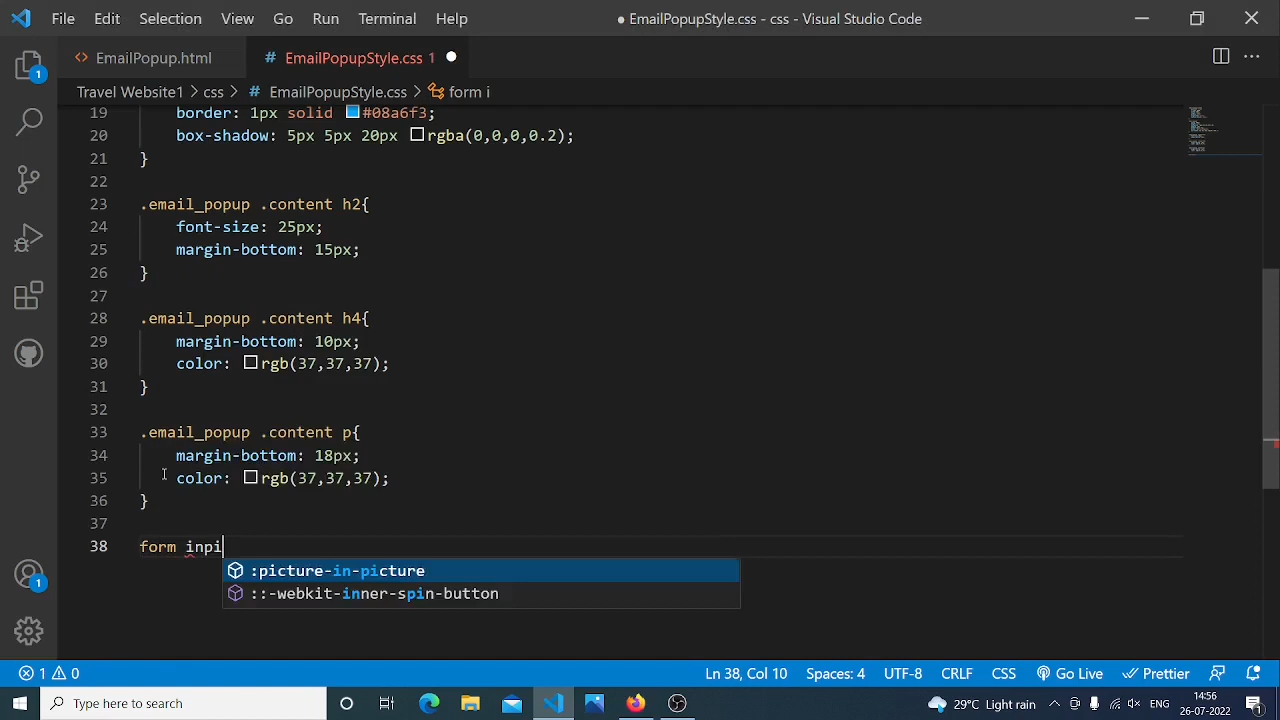 File Edit Selection View Go Run Terminal Help
● EmailPopupStyle.css - css - Visual Studio Code
<> EmailPopup.html
# EmailPopupStyle.css 1 ●
Travel Website1 > css > # EmailPopupStyle.css > form i
19 border: 1px solid #08a6f3;
20 box-shadow: 5px 5px 20px rgba(0,0,0,0.2);
21 }
22
23 .email_popup .content h2{
24 font-size: 25px;
25 margin-bottom: 15px;
26 }
27
28 .email_popup .content h4{
29 margin-bottom: 10px;
30 color: rgb(37,37,37);
31 }
32
33 .email_popup .content p{
34 margin-bottom: 18px;
35 color: rgb(37,37,37);
36 }
37
38 form inpi
:picture-in-picture
::-webkit-inner-spin-button
1
1
1 0 Ln 38, Col 10 Spaces: 4 UTF-8 CRLF CSS Go Live Prettier
Type here to search
29°C Light rain ENG 14:56
26-07-2022
1